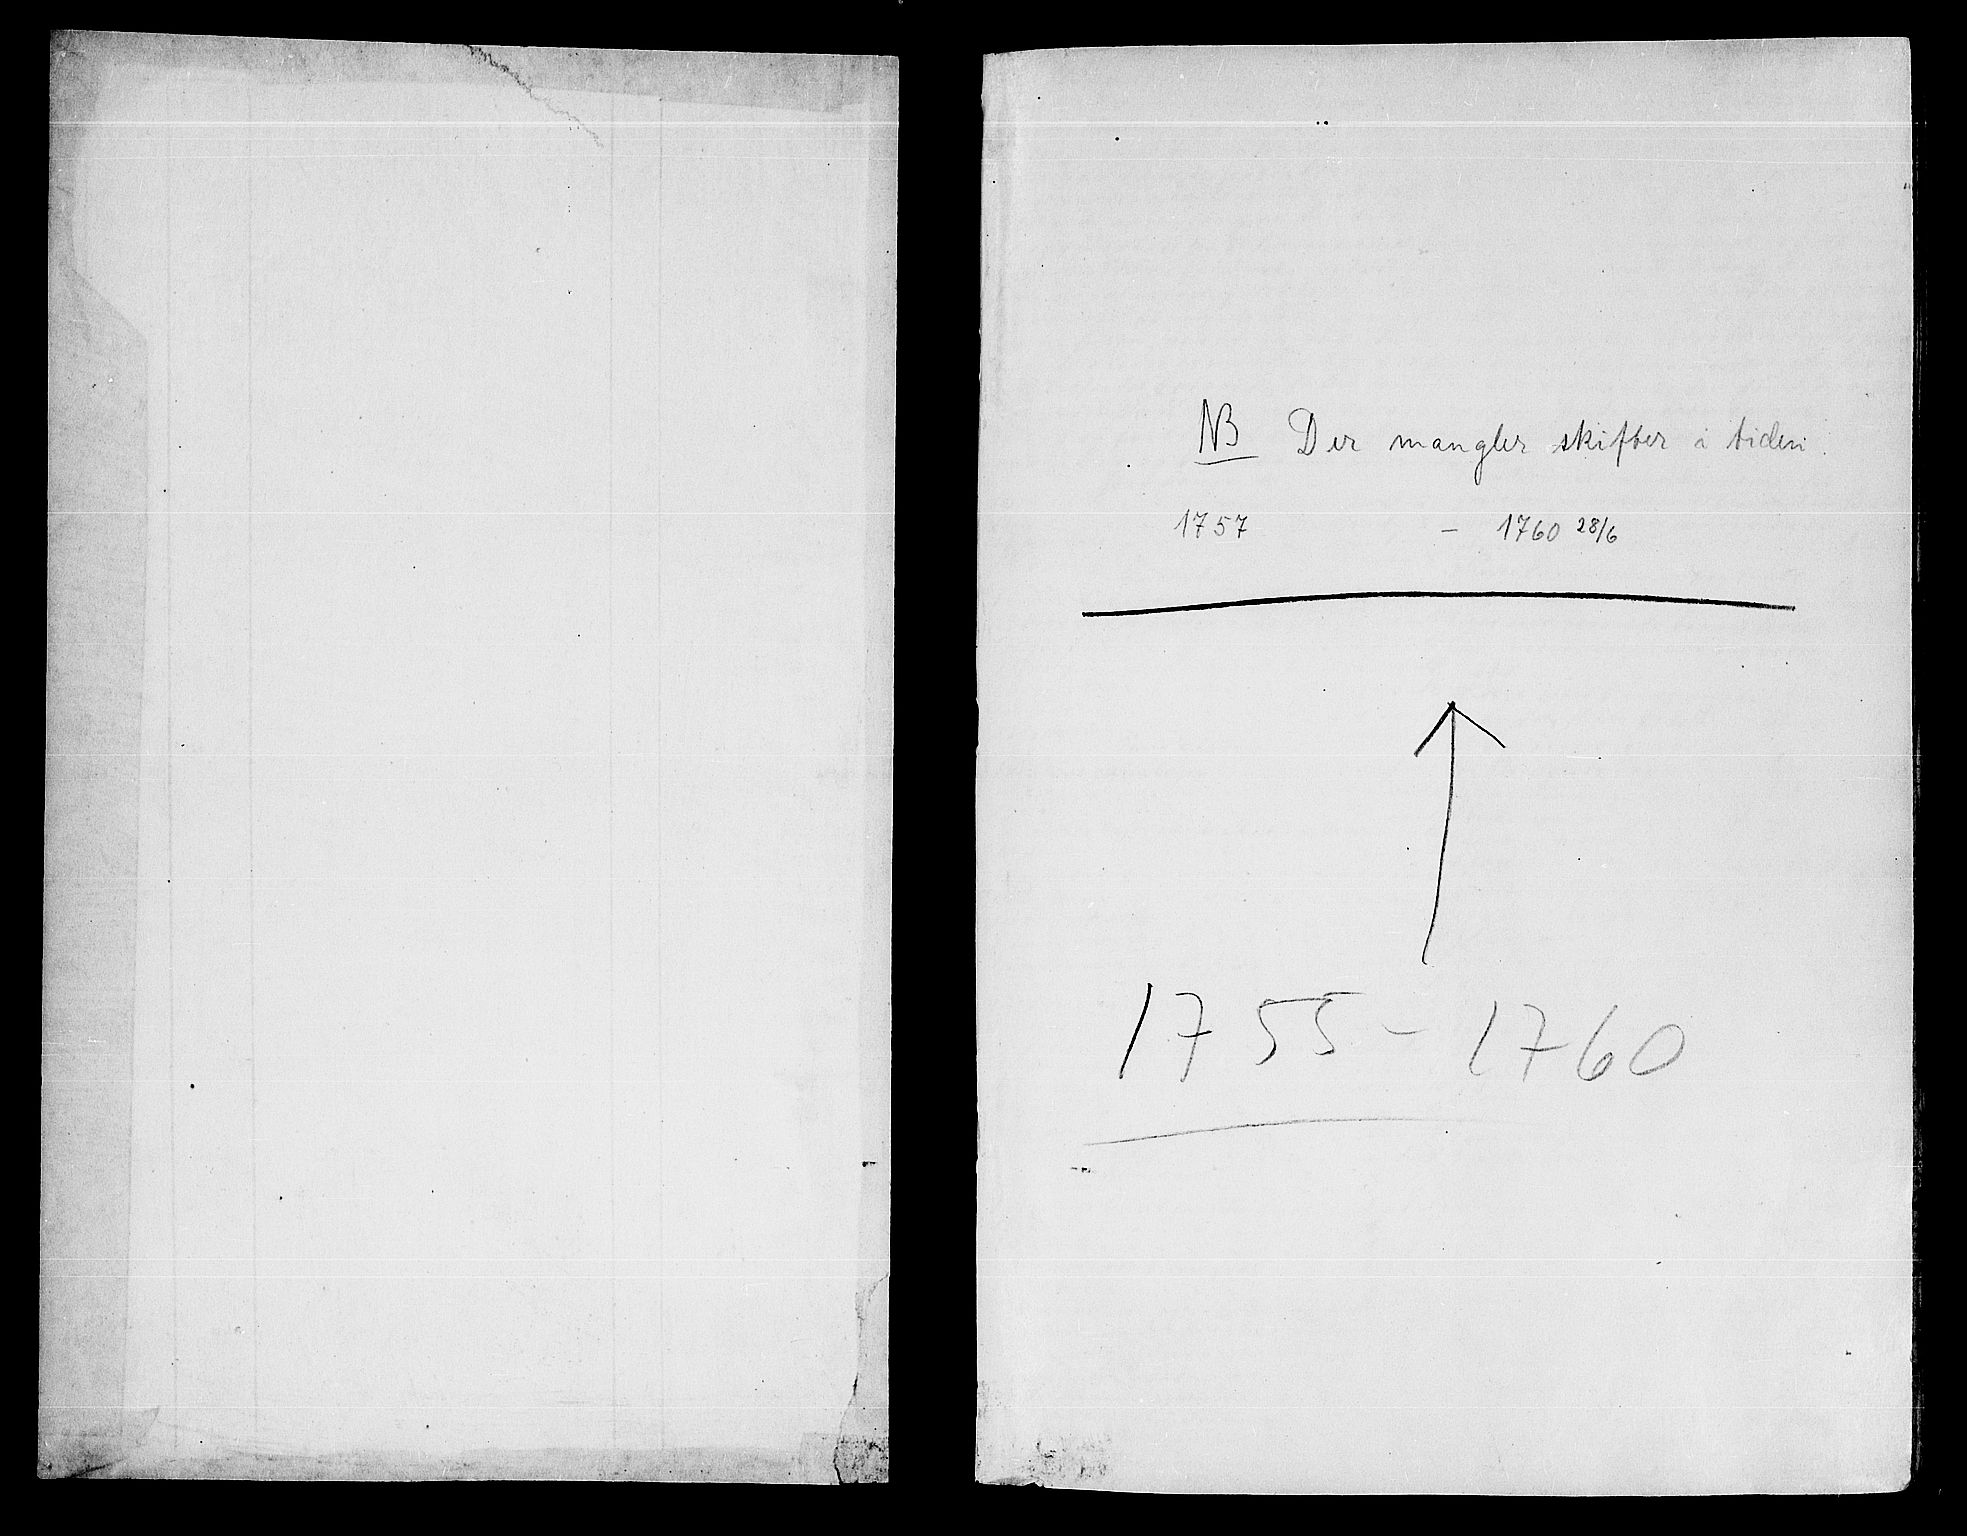 NB Der mangler skifter i tiden
1757 - 1760 28/6
1755 - 1760